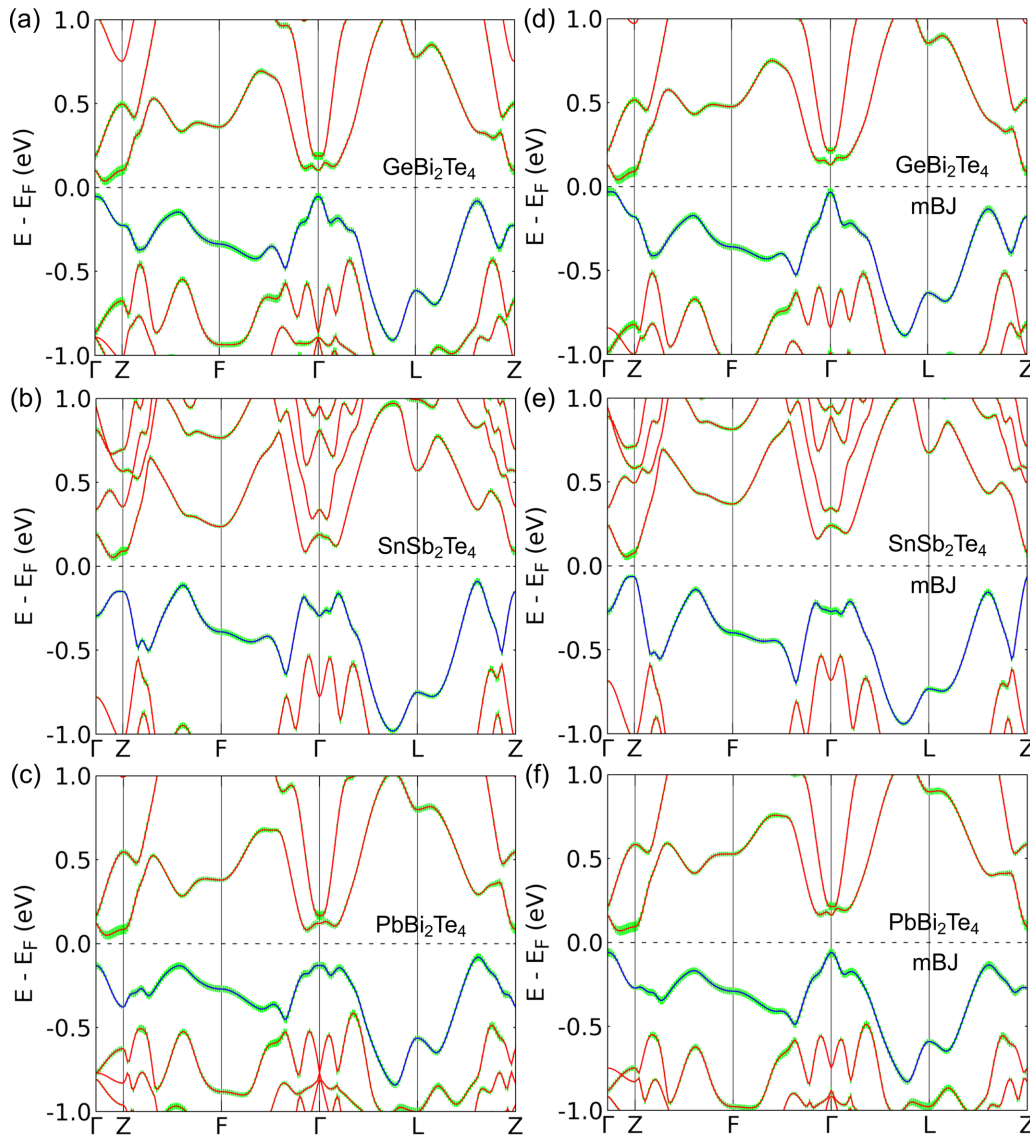 (a)
1.0
0.5
0.0
-0.5
-1.0
E - E_F (eV)
GeBi₂Te₄
Γ Z F Γ L Z
(d)
1.0
0.5
0.0
-0.5
-1.0
E - E_F (eV)
GeBi₂Te₄
mBJ
Γ Z F Γ L Z
(b)
1.0
0.5
0.0
-0.5
-1.0
E - E_F (eV)
SnSb₂Te₄
Γ Z F Γ L Z
(e)
1.0
0.5
0.0
-0.5
-1.0
E - E_F (eV)
SnSb₂Te₄
mBJ
Γ Z F Γ L Z
(c)
1.0
0.5
0.0
-0.5
-1.0
E - E_F (eV)
PbBi₂Te₄
Γ Z F Γ L Z
(f)
1.0
0.5
0.0
-0.5
-1.0
E - E_F (eV)
PbBi₂Te₄
mBJ
Γ Z F Γ L Z